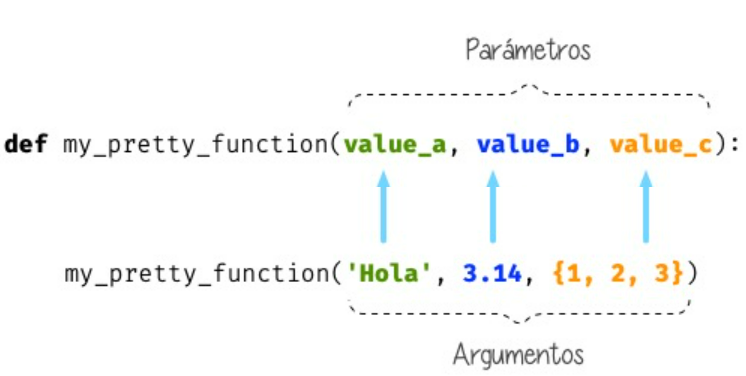 Parámetros
def my_pretty_function(value_a, value_b, value_c):
my_pretty_function('Hola', 3.14, {1, 2, 3})
Argumentos